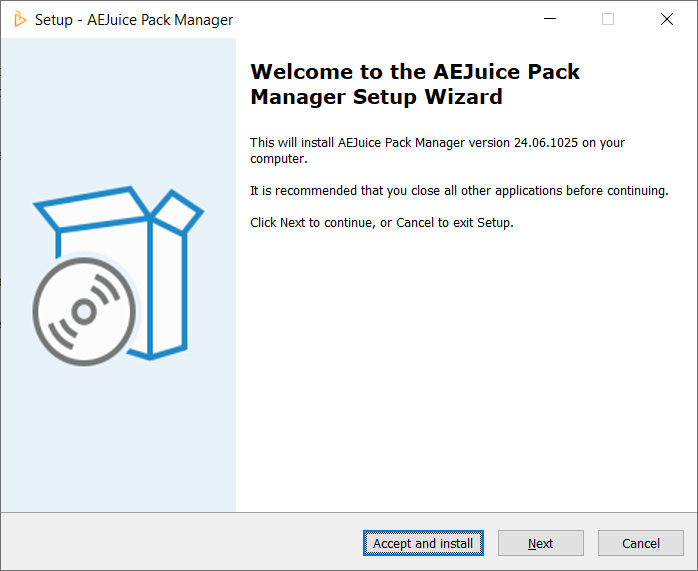 Setup - AEJuice Pack Manager
Welcome to the AEJuice Pack
Manager Setup Wizard
This will install AEJuice Pack Manager version 24.06.1025 on your
computer.
It is recommended that you close all other applications before continuing.
Click Next to continue, or Cancel to exit Setup.
Accept and install
Next
Cancel